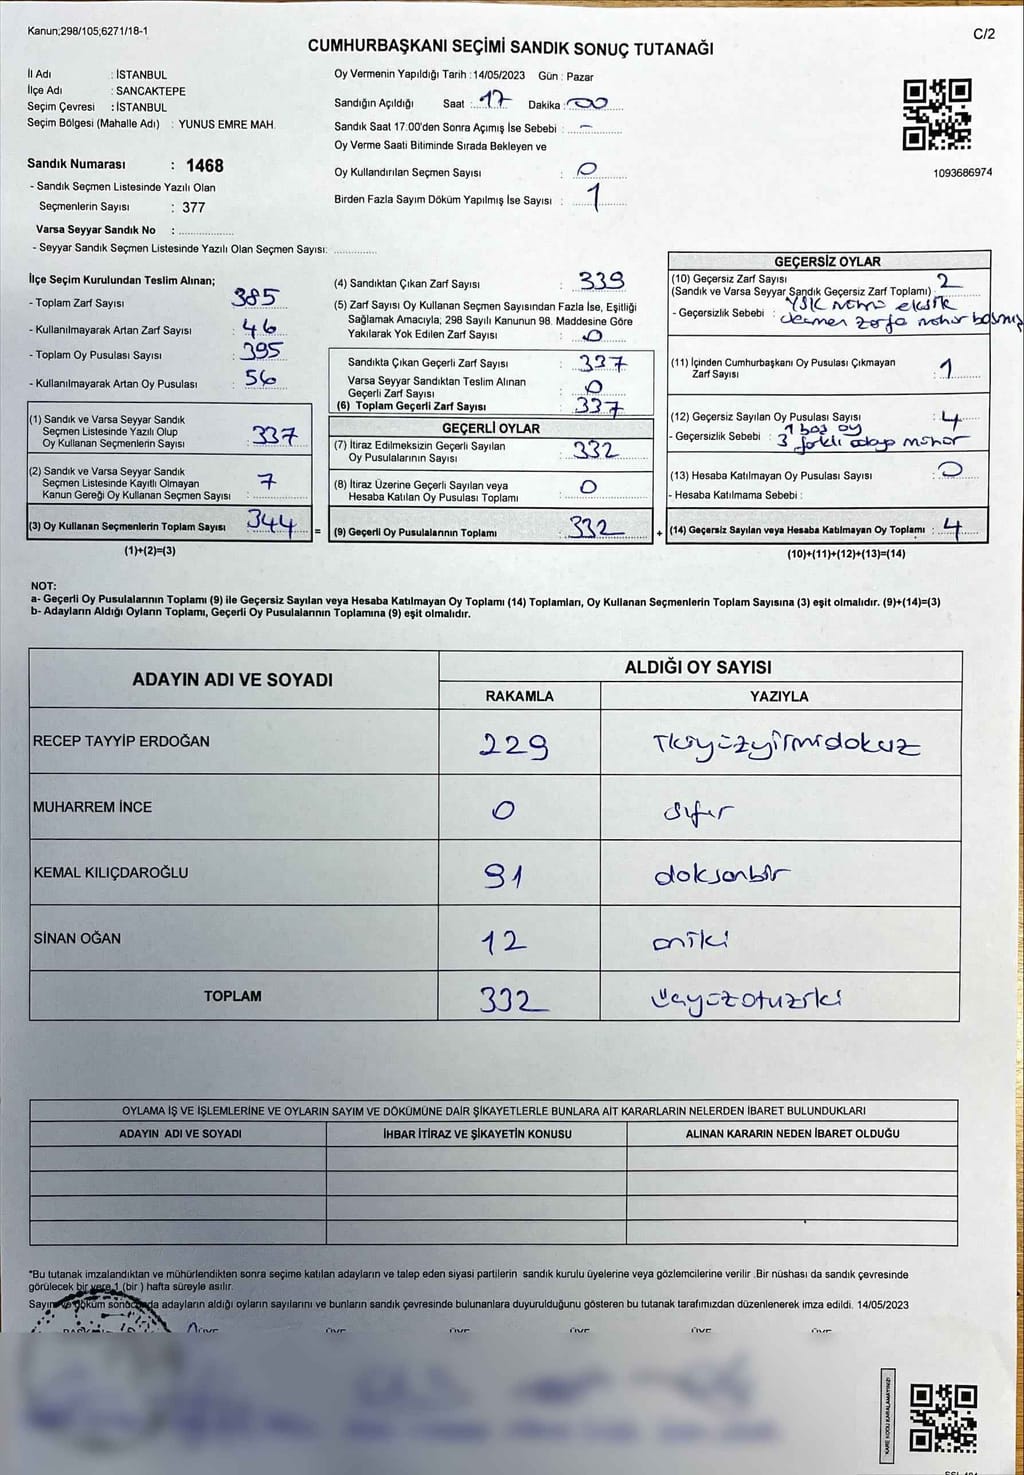 Kanun;298/105,6271/18-1
C/2
CUMHURBAŞKANI SEÇİMİ SANDIK SONUÇ TUTANAĞI
İl Adı : İSTANBUL
İlçe Adı : SANCAKTEPE
Seçim Çevresi : İSTANBUL
Seçim Bölgesi (Mahalle Adı) : YUNUS EMRE MAH.
Sandık Numarası : 1468
- Sandık Seçmen Listesinde Yazılı Olan
Seçmenlerin Sayısı : 377
Varsa Seyyar Sandık No : 
- Seyyar Sandık Seçmen Listesinde Yazılı Olan Seçmen Sayısı:
Oy Vermenin Yapıldığı Tarih : 14/05/2023 Gün : Pazar
Sandığın Açıldığı Saat : 17 Dakika : 00
Sandık Saat 17:00'den Sonra Açımış İse Sebebi : -
Oy Verme Saati Bitiminde Sırada Bekleyen ve
Oy Kullandırılan Seçmen Sayısı : 0
Birden Fazla Sayım Döküm Yapılmış İse Sayısı : 1
1093686974
İlçe Seçim Kurulundan Teslim Alınan;
- Toplam Zarf Sayısı : 385
- Kullanılmayarak Artan Zarf Sayısı : 46
- Toplam Oy Pusulası Sayısı : 395
- Kullanılmayarak Artan Oy Pusulası : 56
(1) Sandık ve Varsa Seyyar Sandık
Seçmen Listesinde Yazılı Olup
Oy Kullanan Seçmenlerin Sayısı : 337
(2) Sandık ve Varsa Seyyar Sandık
Seçmen Listesinde Kayıtlı Olmayan
Kanun Gereği Oy Kullanan Seçmen Sayısı : 7
(3) Oy Kullanan Seçmenlerin Toplam Sayısı : 344 =
(1)+(2)=(3)
(4) Sandıktan Çıkan Zarf Sayısı : 339
(5) Zarf Sayısı Oy Kullanan Seçmen Sayısından Fazla İse, Eşitliği
Sağlamak Amacıyla, 298 Sayılı Kanunun 98. Maddesine Göre
Yakılarak Yok Edilen Zarf Sayısı : 0
Sandıkta Çıkan Geçerli Zarf Sayısı : 337
Varsa Seyyar Sandıktan Teslim Alınan
Geçerli Zarf Sayısı : 0
(6) Toplam Geçerli Zarf Sayısı : 337
GEÇERLİ OYLAR
(7) İtiraz Edilmeksizin Geçerli Sayılan
Oy Pusulalarının Sayısı : 332
(8) İtiraz Üzerine Geçerli Sayılan veya
Hesaba Katılan Oy Pusulası Toplamı : 0
(9) Geçerli Oy Pusulalarının Toplamı : 332 +
GEÇERSİZ OYLAR
(10) Geçersiz Zarf Sayısı
(Sandık ve Varsa Seyyar Sandık Geçersiz Zarf Toplamı) : 2
- Geçersizlik Sebebi : YSK mührü eksik
seçmen zarfa mühür basmış
(11) İçinden Cumhurbaşkanı Oy Pusulası Çıkmayan
Zarf Sayısı : 1
(12) Geçersiz Sayılan Oy Pusulası Sayısı : 4
- Geçersizlik Sebebi : 1 boş oy
3 farklı adaya mühür
(13) Hesaba Katılmayan Oy Pusulası Sayısı : 0
- Hesaba Katılmama Sebebi :
(14) Geçersiz Sayılan veya Hesaba Katılmayan Oy Toplamı : 4
(10)+(11)+(12)+(13)=(14)
NOT:
a- Geçerli Oy Pusulalarının Toplamı (9) ile Geçersiz Sayılan veya Hesaba Katılmayan Oy Toplamı (14) Toplamları, Oy Kullanan Seçmenlerin Toplam Sayısına (3) eşit olmalıdır. (9)+(14)=(3)
b- Adayların Aldığı Oyların Toplamı, Geçerli Oy Pusulalarının Toplamına (9) eşit olmalıdır.
ADAYIN ADI VE SOYADI
ALDIĞI OY SAYISI
RAKAMLA YAZIYLA
RECEP TAYYİP ERDOĞAN 229 İkiyüzyirmidokuz
MUHARREM İNCE 0 sıfır
KEMAL KILIÇDAROĞLU 91 doksanbir
SİNAN OĞAN 12 oniki
TOPLAM 332 üçyüzotuziki
OYLAMA İŞ VE İŞLEMLERİNE VE OYLARIN SAYIM VE DÖKÜMÜNE DAİR ŞİKAYETLERLE BUNLARA AİT KARARLARIN NELERDEN İBARET BULUNDUKLARI
ADAYIN ADI VE SOYADI İHBAR İTİRAZ VE ŞİKAYETİN KONUSU ALINAN KARARIN NEDEN İBARET OLDUĞU
*Bu tutanak imzalandıktan ve mühürlendikten sonra seçime katılan adayların ve talep eden siyasi partilerin sandık kurulu üyelerine veya gözlemcilerine verilir .Bir nüshası da sandık çevresinde
görülecek bir yere 1 (bir ) hafta süreyle asılır.
Sayım ve döküm sonucunda adayların aldığı oyların sayılarını ve bunların sandık çevresinde bulunanlara duyurulduğunu gösteren bu tutanak tarafımızdan düzenlenerek imza edildi. 14/05/2023
ÜYE ÜYE ÜYE ÜYE ÜYE ÜYE
KARE KODU KARALAMAYINIZ!